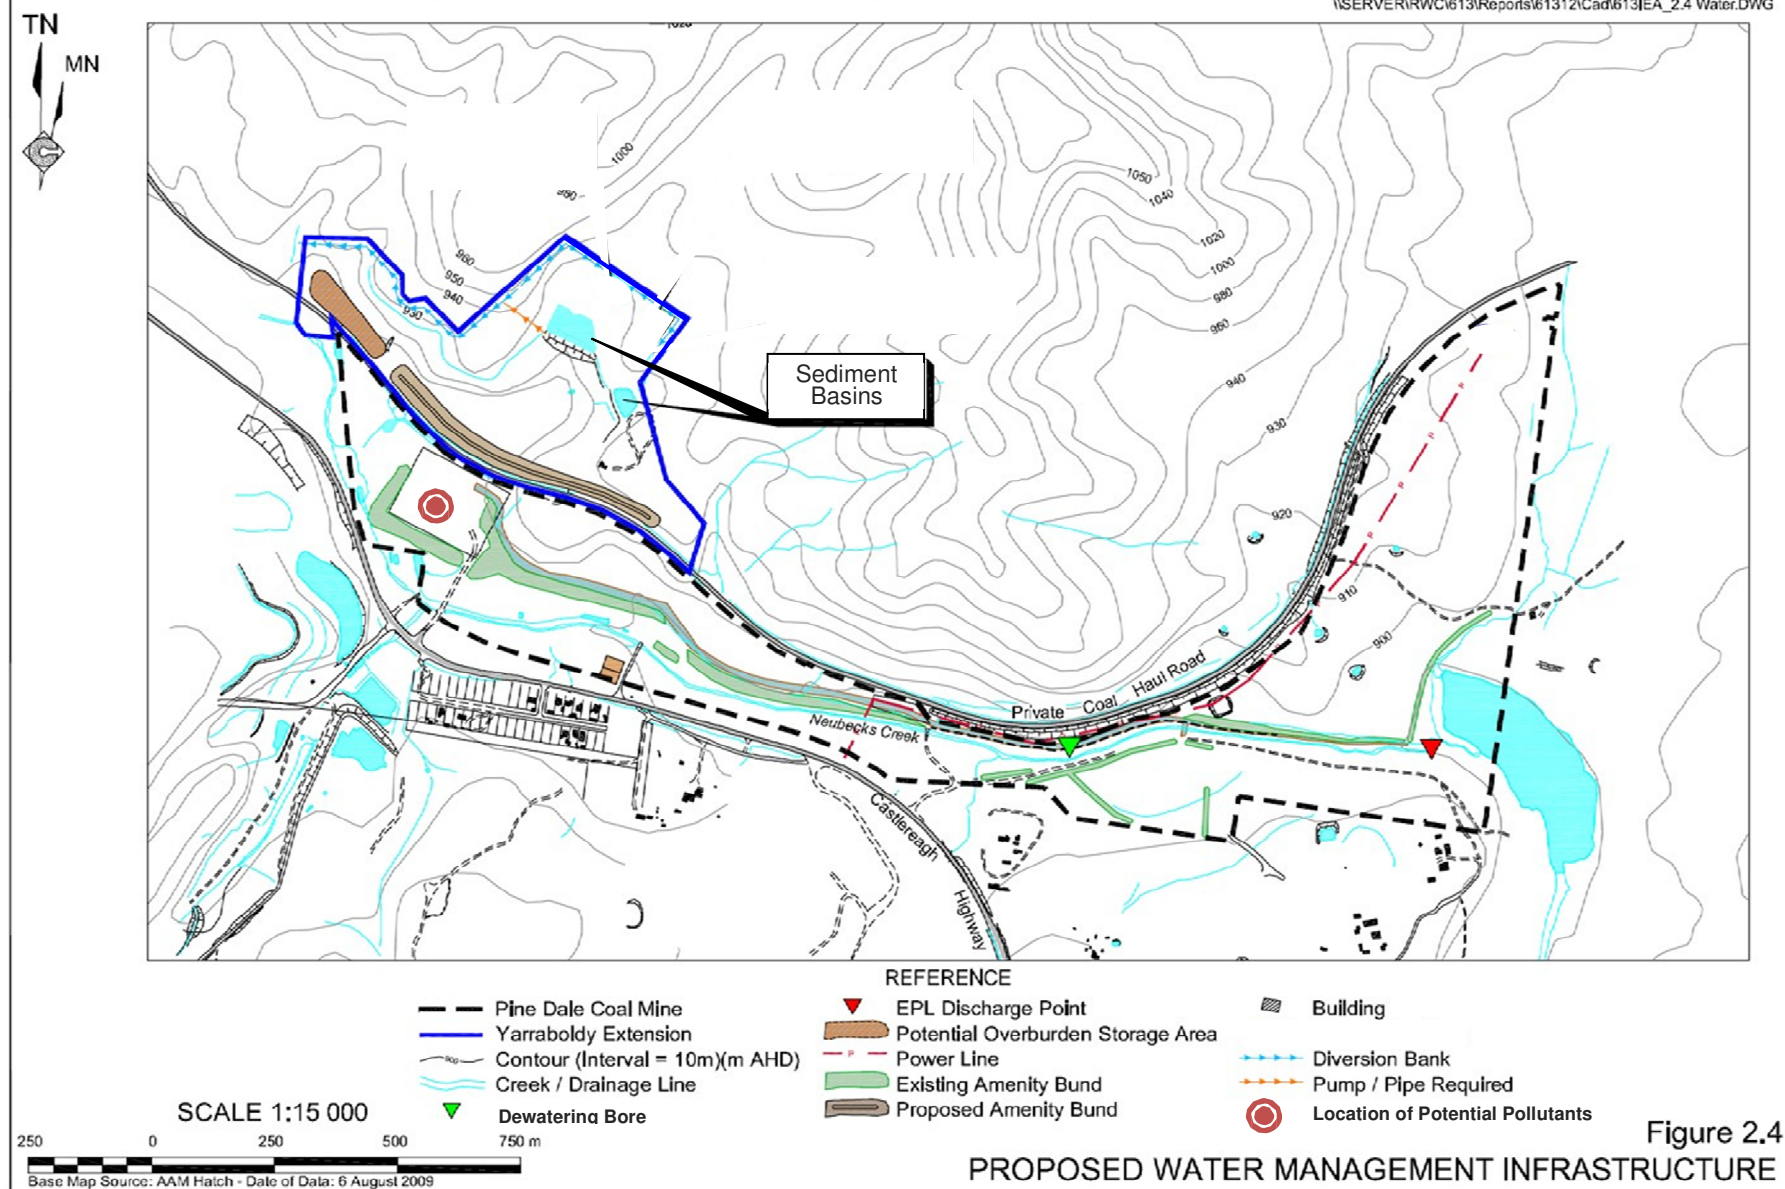 \\SERVER\RWC\613\Reports\61312\Cad\613IEA_2.4 Water.DWG
TN
MN
1020
1000
980
1050
1040
1020
1000
980
960
960
950
940
930
Sediment
Basins
940
930
920
910
900
Private Coal Haul Road
Neubecks Creek
Castlereagh
Highway
P
P
P
P
REFERENCE
Pine Dale Coal Mine
Yarraboldy Extension
900
Contour (Interval = 10m)(m AHD)
Creek / Drainage Line
Dewatering Bore
EPL Discharge Point
Potential Overburden Storage Area
P
Power Line
Existing Amenity Bund
Proposed Amenity Bund
Building
Diversion Bank
Pump / Pipe Required
Location of Potential Pollutants
SCALE 1:15 000
250 0 250 500 750 m
Base Map Source: AAM Hatch - Date of Data: 6 August 2009
Figure 2.4
PROPOSED WATER MANAGEMENT INFRASTRUCTURE